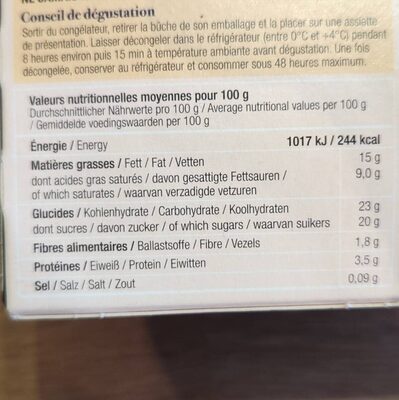 Conseil de dégustation
Sortir du congélateur, retirer la bûche de son emballage et la placer sur une assiette
de présentation. Laisser décongeler dans le réfrigérateur (entre 0°C et +4°C) pendant
8 heures environ puis 15 min à température ambiante avant dégustation. Une fois
décongelée, conserver au réfrigérateur et consommer sous 48 heures maximum.
Valeurs nutritionnelles moyennes pour 100 g
Durchschnittlicher Nährwerte pro 100 g / Average nutritional values per 100 g
/ Gemiddelde voedingswaarden per 100 g
Énergie / Energy 1017 kJ / 244 kcal
Matières grasses / Fett / Fat / Vetten 15 g
dont acides gras saturés / davon gesattigte Fettsauren / 9,0 g
of which saturates / waarvan verzadigde vetzuren
Glucides / Kohlenhydrate / Carbohydrate / Koolhydraten 23 g
dont sucres / davon zucker / of which sugars / waarvan suikers 20 g
Fibres alimentaires / Ballastsoffe / Fibre / Vezels 1,8 g
Protéines / Eiweiß / Protein / Eiwitten 3,5 g
Sel / Salz / Salt / Zout 0,09 g